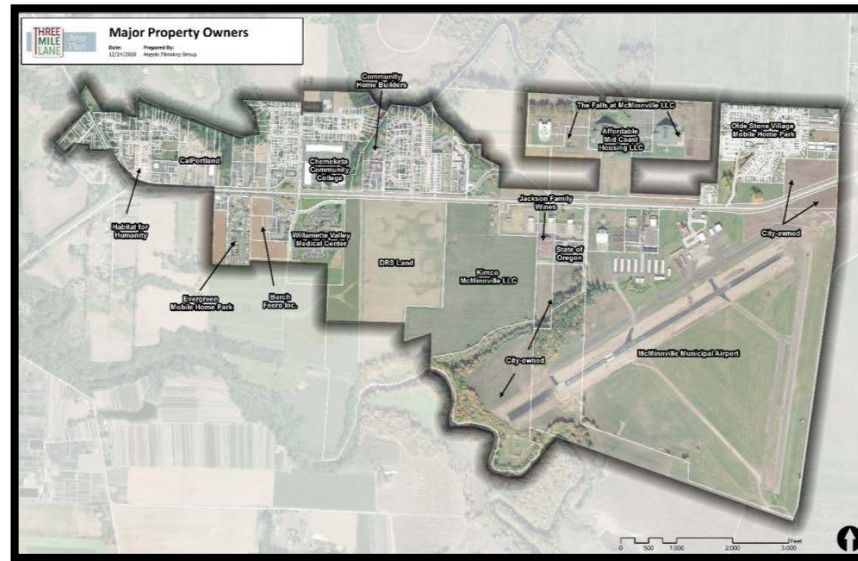 THREE
MILE
LANE
Area
Plan
Major Property Owners
Date:
Prepared By:
12/14/2018
Angelo Planning Group
Community
Home Builders
The Falls at McMinnville LLC
Affordable
Mid Coast
Housing LLC
Olde Stone Village
Mobile Home Park
CalPortland
Chemeketa
Community
College
Habitat for
Humanity
Jackson Family
Wines
City-owned
Willamette Valley
Medical Center
State of
Oregon
DRS Land
Kimco
McMinnville LLC
Evergreen
Mobile Home Park
Burch
Feero Inc.
City-owned
McMinnville Municipal Airport
Feet
0
500
1,000
2,000
3,000